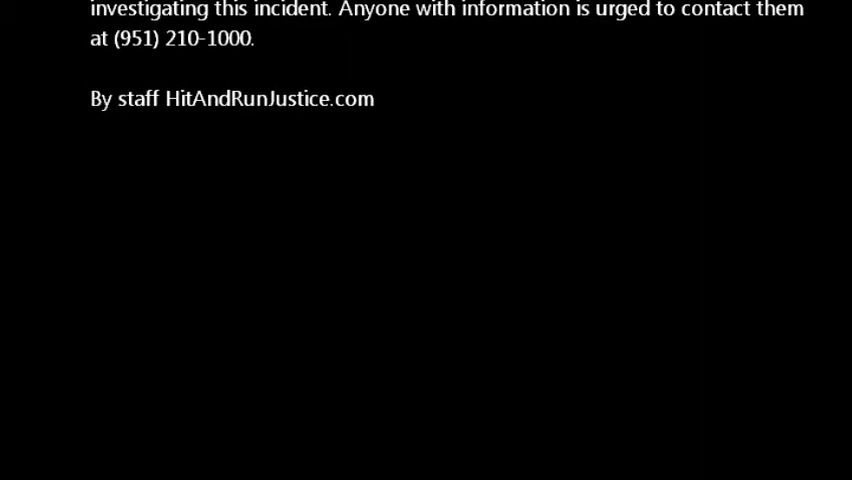 investigating this incident. Anyone with information is urged to contact them
at (951) 210-1000.
By staff HitAndRunJustice.com